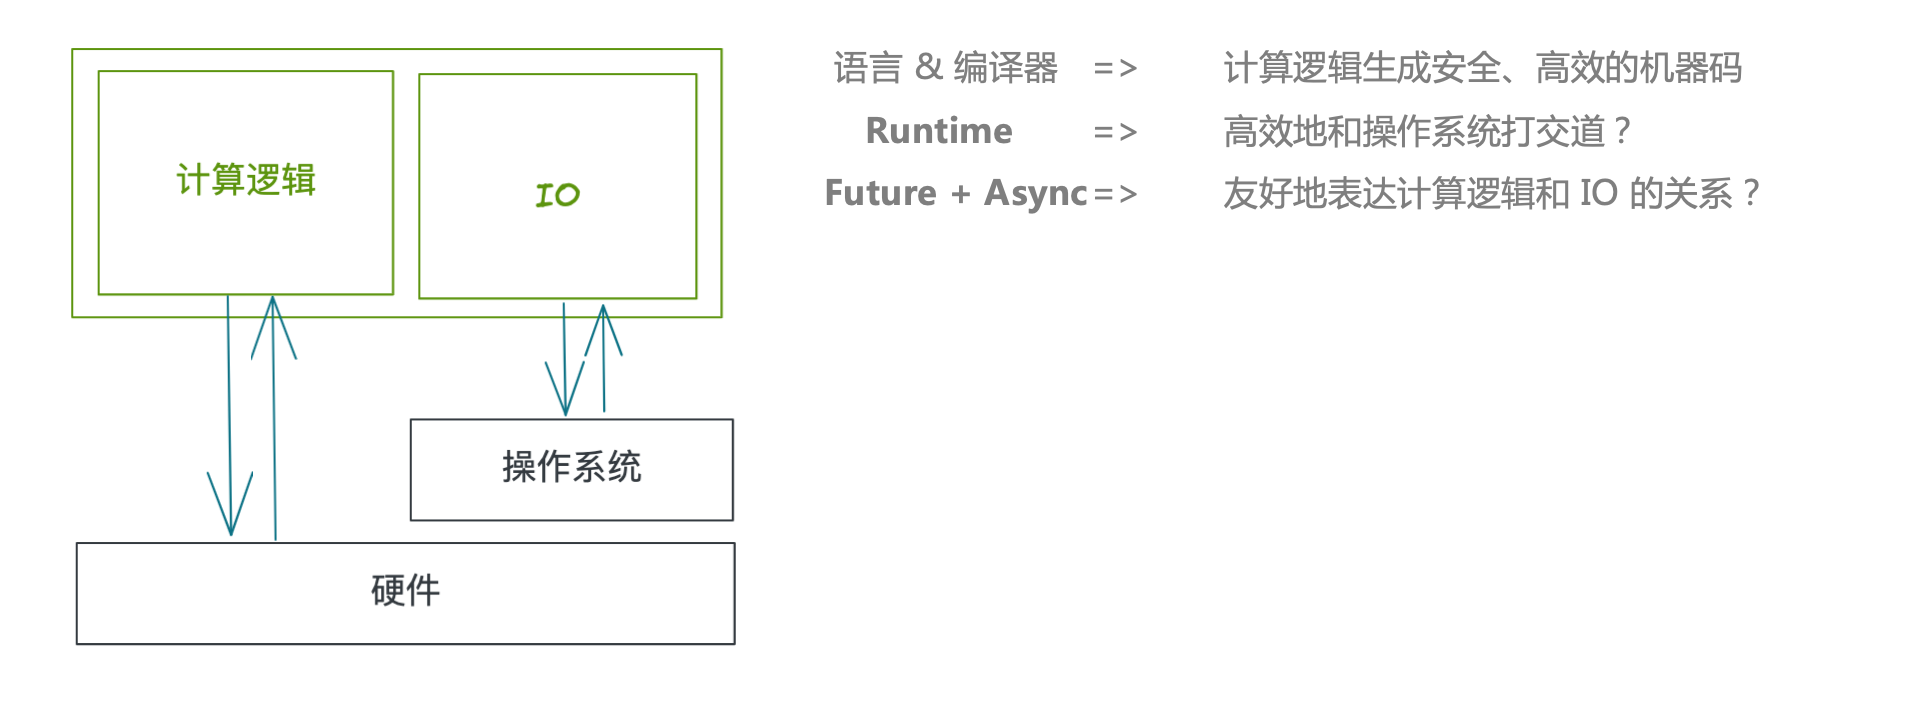 计算逻辑
IO
操作系统
硬件
语言 & 编译器 => 计算逻辑生成安全、高效的机器码
Runtime => 高效地和操作系统打交道？
Future + Async => 友好地表达计算逻辑和 IO 的关系？